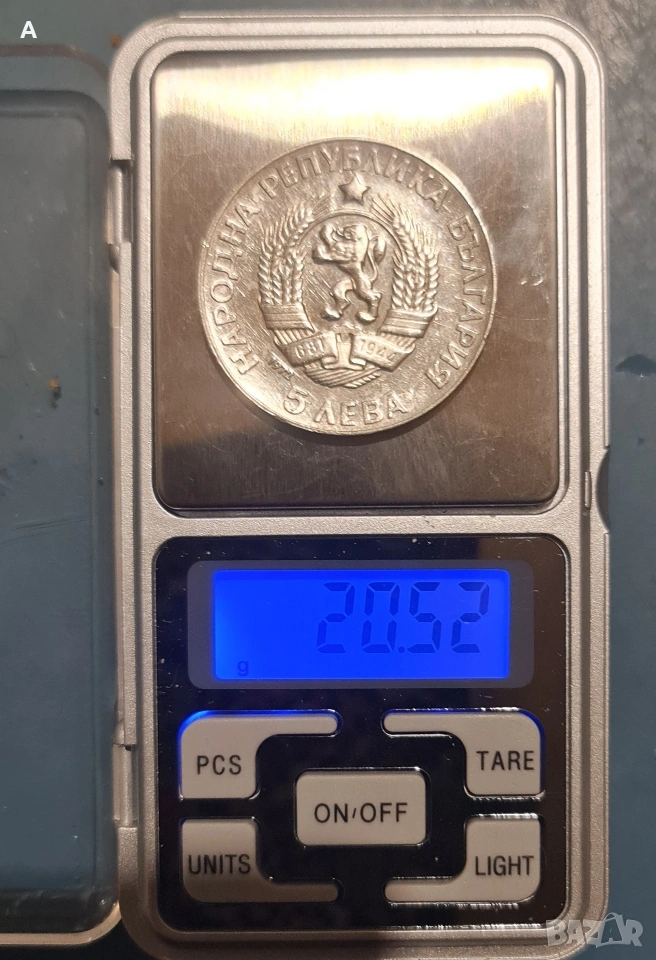 A
НАРОДНА РЕПУБЛИКА БЪЛГАРИЯ
681 1944
5 ЛЕВА
20.52
g
PCS
TARE
ON/OFF
UNITS
LIGHT
BAZAR